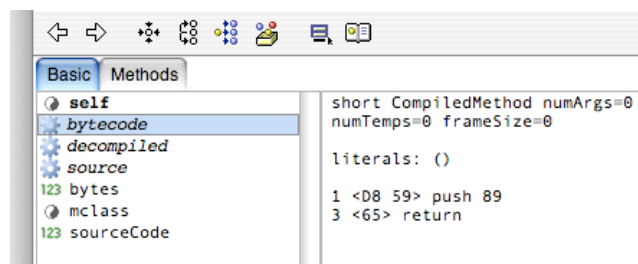 Basic Methods
self
bytecode
decompiled
source
123 bytes
mclass
123 sourceCode
short CompiledMethod numArgs=0
numTemps=0 frameSize=0
literals: ()
1 <D8 59> push 89
3 <65> return